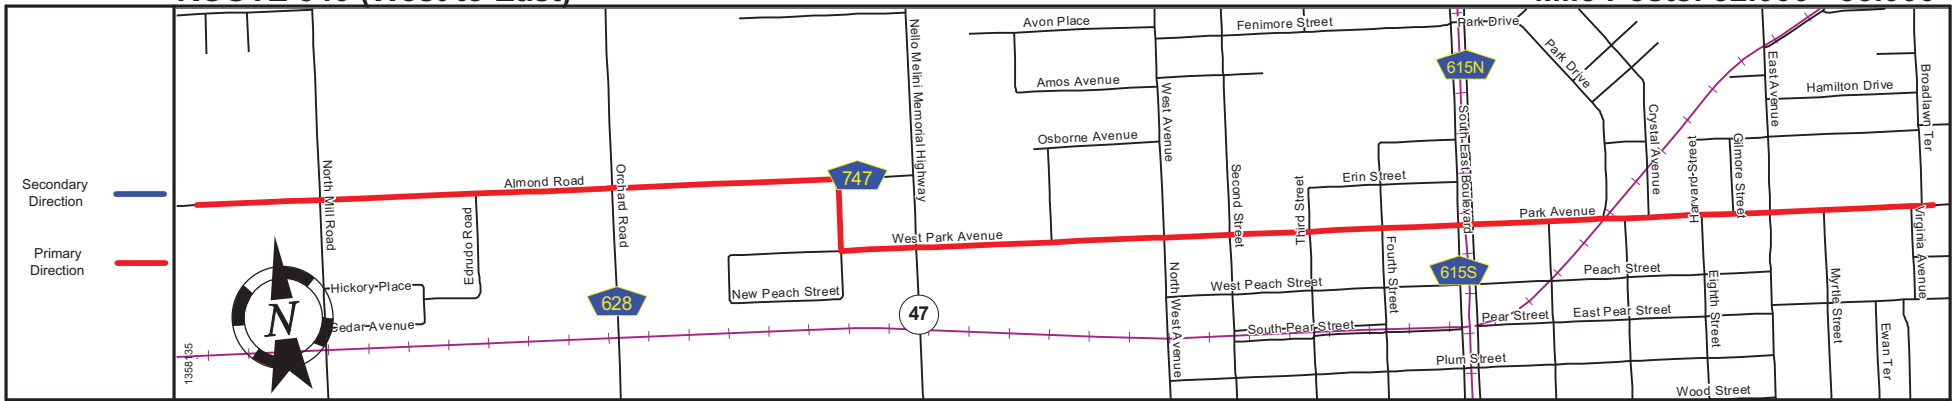 Secondary
Direction
Primary
Direction
1358135
N
North Mill Road
Hickory Place
Cedar Avenue
Ednupo Road
Almond Road
Orchard Road
628
747
New Peach Street
West Park Avenue
Nello Melini Memorial Highway
47
Avon Place
Amos Avenue
Osborne Avenue
West Avenue
North West Avenue
Fenimore Street
Second Street
Third Street
Erin Street
Fourth Street
West Peach Street
South Pear Street
615N
South East Boulevard
615S
Park Drive
Park Drive
Park Avenue
Crystal Avenue
Harvard Street
Gilmore Street
East Avenue
Hamilton Drive
Broadlawn Ter
Virginia Avenue
Peach Street
Pear Street
East Pear Street
Eighth Street
Plum Street
Wood Street
Myrtle Street
Ewan Ter